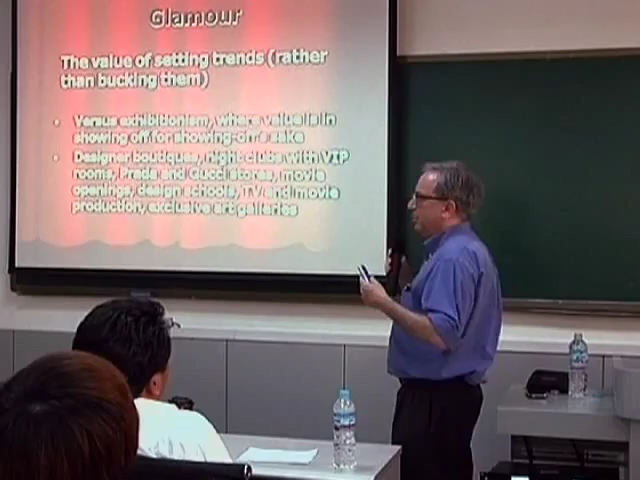 Glamour
The value of setting trends (rather
than bucking them)
• Versus exhibitionism, where value is in
showing off for showing-off's sake
• Designer boutiques, night clubs with VIP
rooms, Prada and Gucci stores, movie
openings, design schools, TV and movie
production, exclusive art galleries